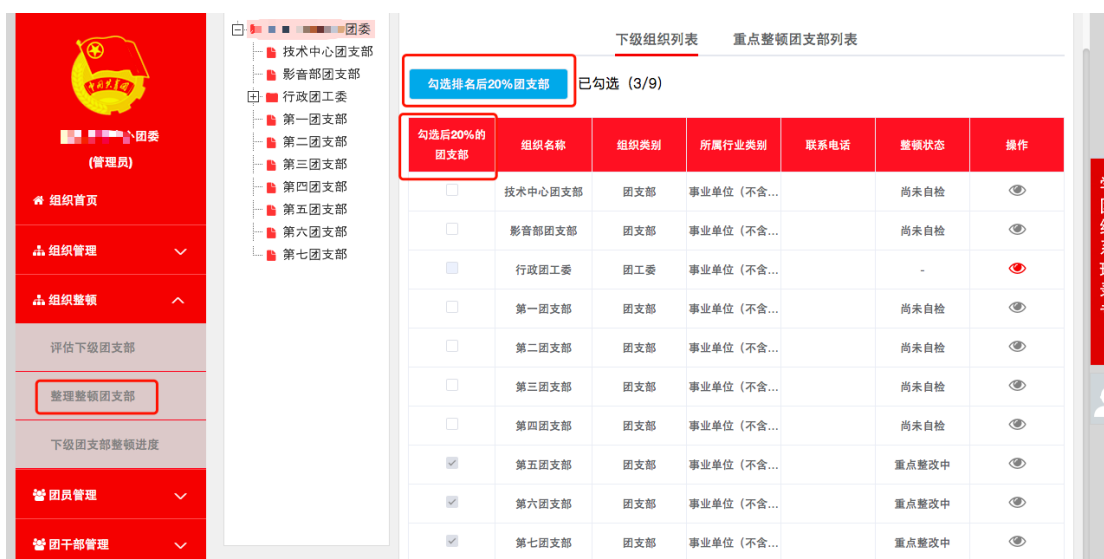 中国共青团
团委
(管理员)
组织首页
组织管理
组织整顿
评估下级团支部
整理整顿团支部
下级团支部整顿进度
团员管理
团干部管理
团委
技术中心团支部
影音部团支部
行政团工委
第一团支部
第二团支部
第三团支部
第四团支部
第五团支部
第六团支部
第七团支部
下级组织列表 重点整顿团支部列表
勾选排名后20%团支部 已勾选（3/9）
勾选后20%的
团支部 组织名称 组织类别 所属行业类别 联系电话 整顿状态 操作
技术中心团支部 团支部 事业单位（不含... 尚未自检
影音部团支部 团支部 事业单位（不含... 尚未自检
行政团工委 团工委 事业单位（不含... -
第一团支部 团支部 事业单位（不含... 尚未自检
第二团支部 团支部 事业单位（不含... 尚未自检
第三团支部 团支部 事业单位（不含... 尚未自检
第四团支部 团支部 事业单位（不含... 尚未自检
第五团支部 团支部 事业单位（不含... 重点整改中
第六团支部 团支部 事业单位（不含... 重点整改中
第七团支部 团支部 事业单位（不含... 重点整改中